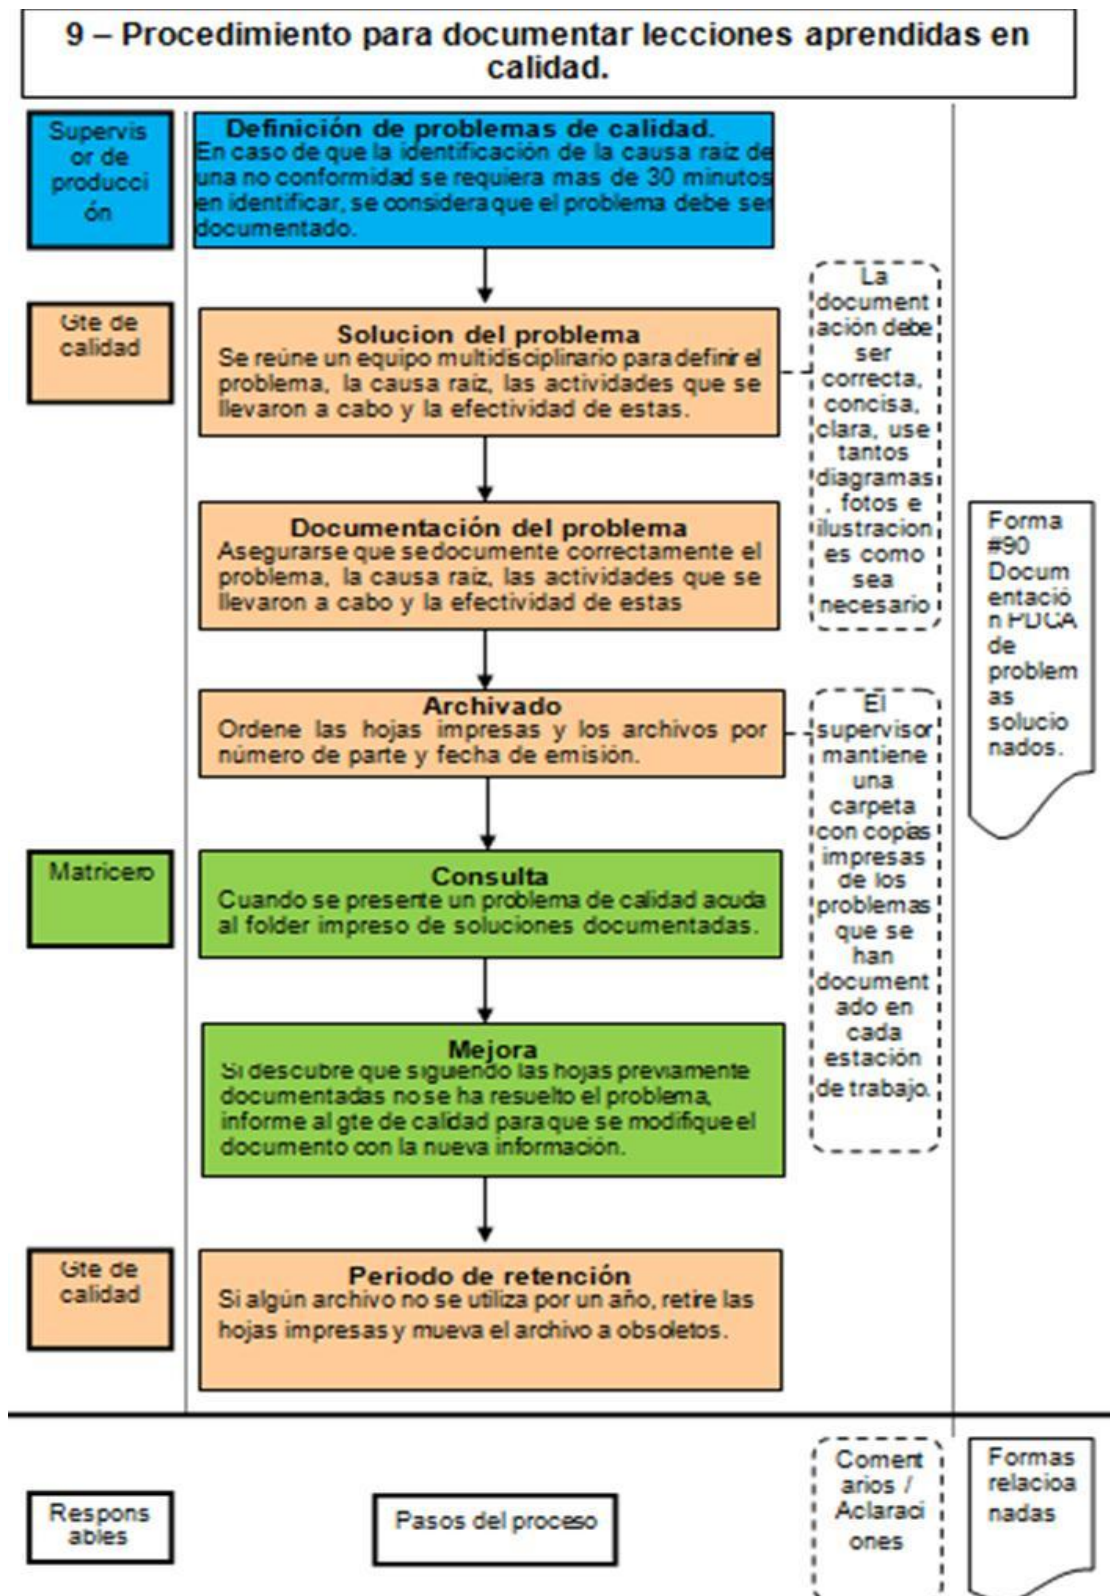 9 – Procedimiento para documentar lecciones aprendidas en
calidad.
Supervis
or de
producci
ón
Definición de problemas de calidad.
En caso de que la identificación de la causa raíz de
una no conformidad se requiera mas de 30 minutos
en identificar, se considera que el problema debe ser
documentado.
Gte de
calidad
Solucion del problema
Se reúne un equipo multidisciplinario para definir el
problema, la causa raíz, las actividades que se
llevaron a cabo y la efectividad de estas.
La
document
ación debe
ser
correcta,
concisa,
clara, use
tantos
diagramas
, fotos e
ilustracion
es como
sea
necesario
Documentación del problema
Asegurarse que se documente correctamente el
problema, la causa raíz, las actividades que se
llevaron a cabo y la efectividad de estas
Forma
#90
Docum
entació
n PDCA
de
problem
as
solucio
nados.
Archivado
Ordene las hojas impresas y los archivos por
número de parte y fecha de emisión.
El
supervisor
mantiene
una
carpeta
con copias
impresas
de los
problemas
que se
han
document
ado en
cada
estación
de trabajo.
Matricero
Consulta
Cuando se presente un problema de calidad acuda
al folder impreso de soluciones documentadas.
Mejora
Si descubre que siguiendo las hojas previamente
documentadas no se ha resuelto el problema,
informe al gte de calidad para que se modifique el
documento con la nueva información.
Gte de
calidad
Periodo de retención
Si algún archivo no se utiliza por un año, retire las
hojas impresas y mueva el archivo a obsoletos.
Respons
ables
Pasos del proceso
Coment
arios /
Aclaraci
ones
Formas
relacioa
nadas